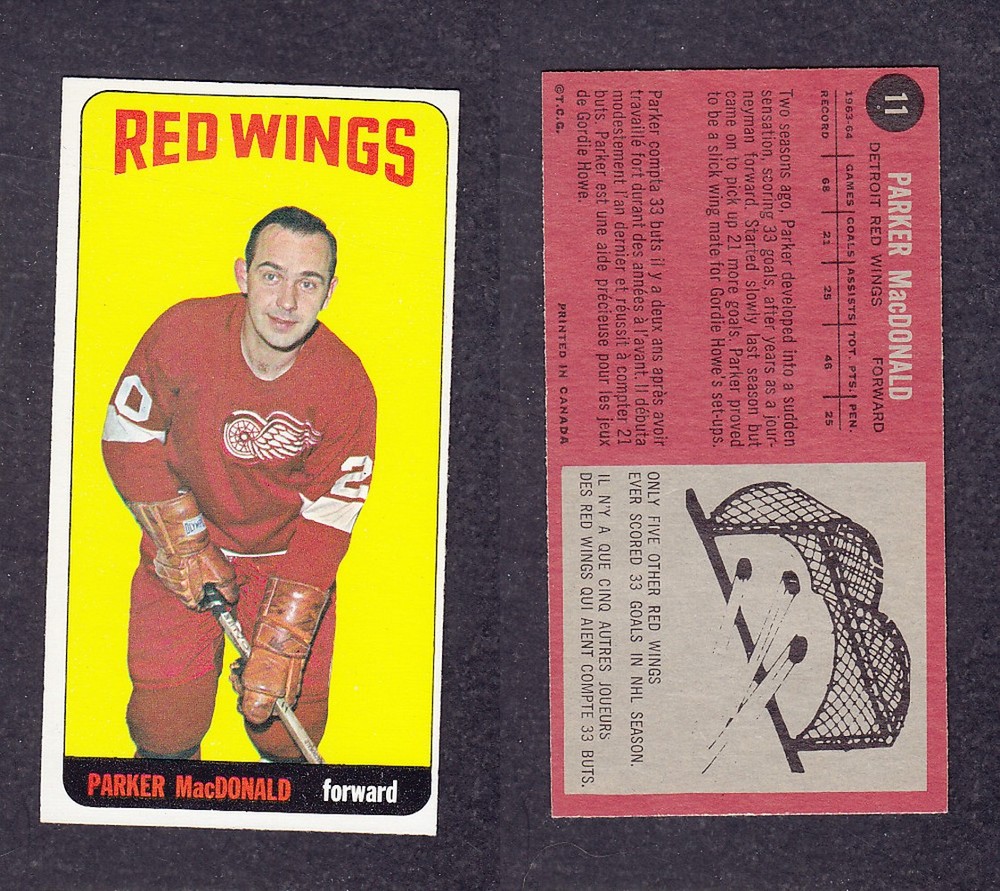 RED WINGS
20
2
OLYMPIC
PARKER MacDONALD forward
11
PARKER MacDONALD
DETROIT RED WINGS FORWARD
1963-64 GAMES GOALS ASSISTS TOT. PTS. PEN.
RECORD 68 21 25 46 25
Two seasons ago, Parker developed into a sudden
sensation, scoring 33 goals, after years as a jour-
neyman forward. Started slowly last season but
came on to pick up 21 more goals. Parker proved
to be a slick wing mate for Gordie Howe's set-ups.
Parker compta 33 buts il y a deux ans après avoir
travaillé fort durant des années à l'avant. Il débuta
modestement l'an dernier et réussit à compter 21
buts. Parker est une aide précieuse pour les jeux
de Gordie Howe.
©T.C.G. PRINTED IN CANADA
ONLY FIVE OTHER RED WINGS
EVER SCORED 33 GOALS IN NHL SEASON.
IL N'Y A QUE CINQ AUTRES JOUEURS
DES RED WINGS QUI AIENT COMPTE 33 BUTS.